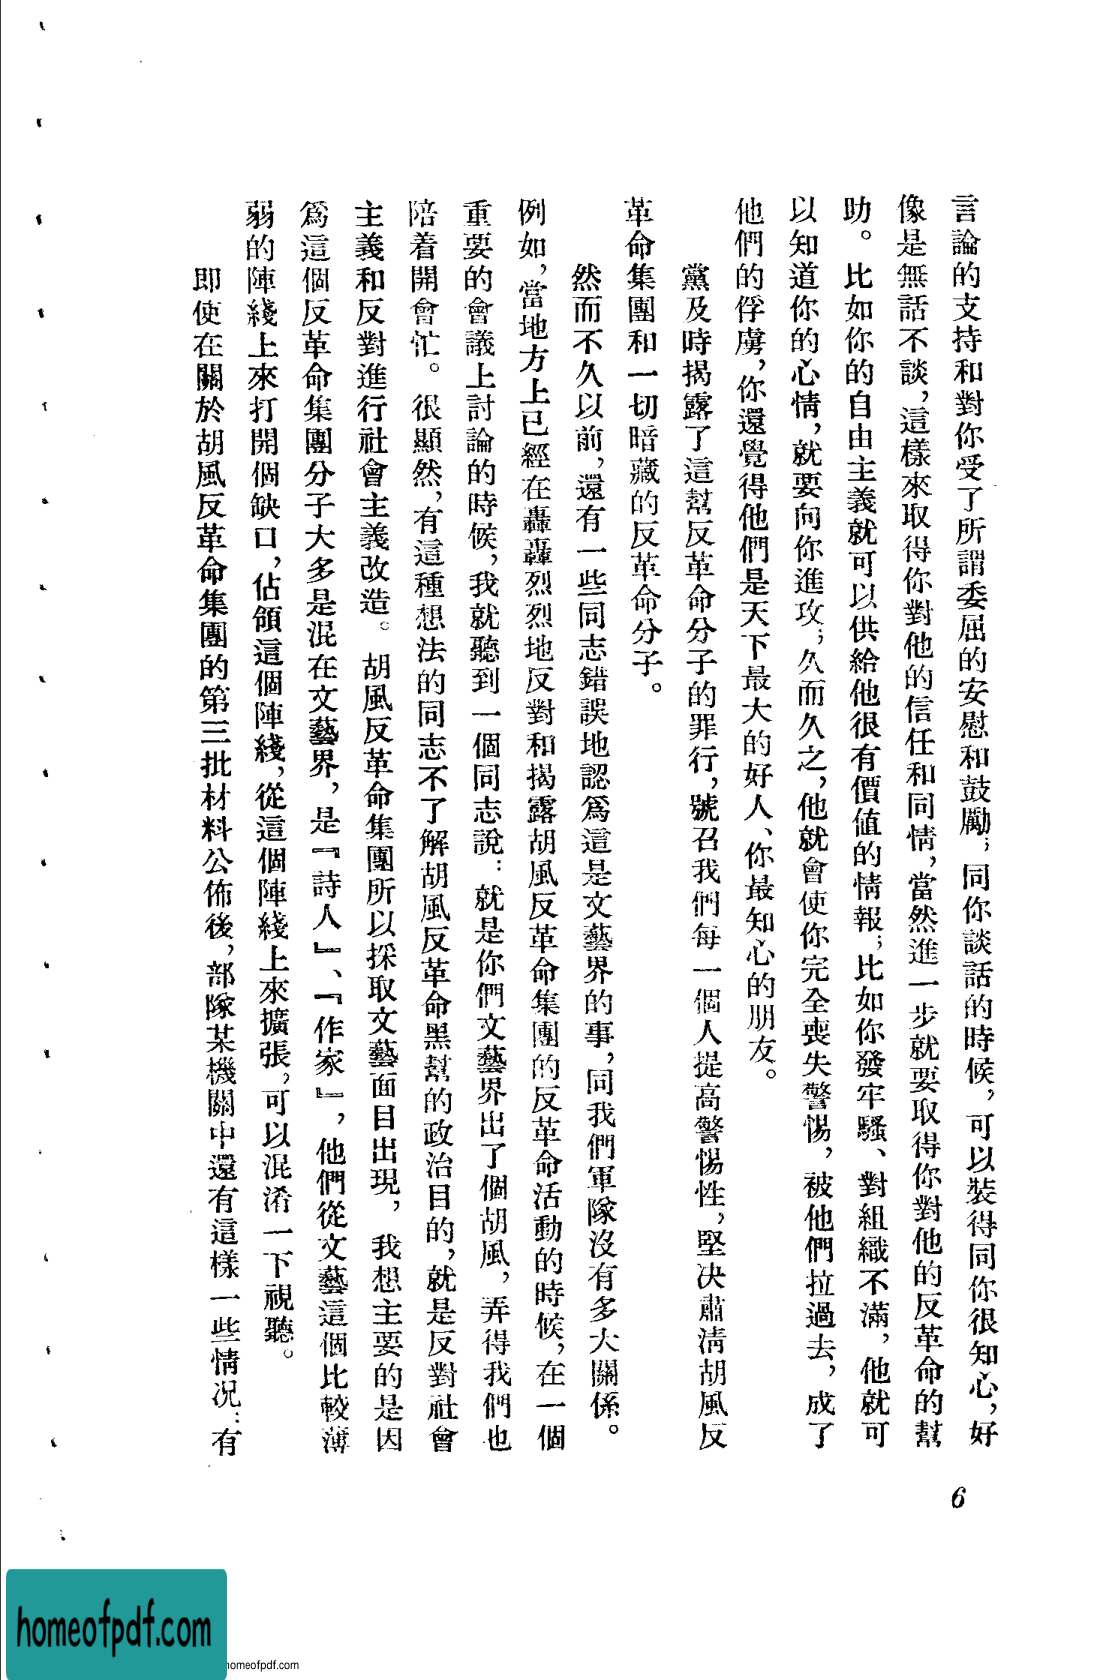 言論的支持和對你受了所謂委屈的安慰和鼓勵；同你談話的時候，可以裝得同你很知心，好
像是無話不談，這樣來取得你對他的信任和同情，當然進一步就要取得你對他的反革命的幫
助。比如你的自由主義就可以供給他很有價值的情報；比如你發牢騷、對組織不滿，他就可
以知道你的心情，就要向你進攻；久而久之，他就會使你完全喪失警惕，被他們拉過去，成了
他們的俘虜，你還覺得他們是天下最大的好人、你最知心的朋友。
黨及時揭露了這幫反革命分子的罪行，號召我們每一個人提高警惕性，堅決肅清胡風反
革命集團和一切暗藏的反革命分子。
然而不久以前，還有一些同志錯誤地認爲這是文藝界的事，同我們軍隊沒有多大關係。
例如，當地方上已經在轟轟烈烈地反對和揭露胡風反革命集團的反革命活動的時候，在一個
重要的會議上討論的時候，我就聽到一個同志說：就是你們文藝界出了個胡風，弄得我們也
陪着開會忙。很顯然，有這種想法的同志不了解胡風反革命黑幫的政治目的，就是反對社會
主義和反對進行社會主義改造。胡風反革命集團所以採取文藝面目出現，我想主要的是因
爲這個反革命集團分子大多是混在文藝界，是『詩人』、『作家』，他們從文藝這個比較薄
弱的陣綫上來打開個缺口，佔領這個陣綫，從這個陣綫上來擴張，可以混淆一下視聽。
即使在關於胡風反革命集團的第三批材料公佈後，部隊某機關中還有這樣一些情况：有
6
homeofpdf.com
homeofpdf.com